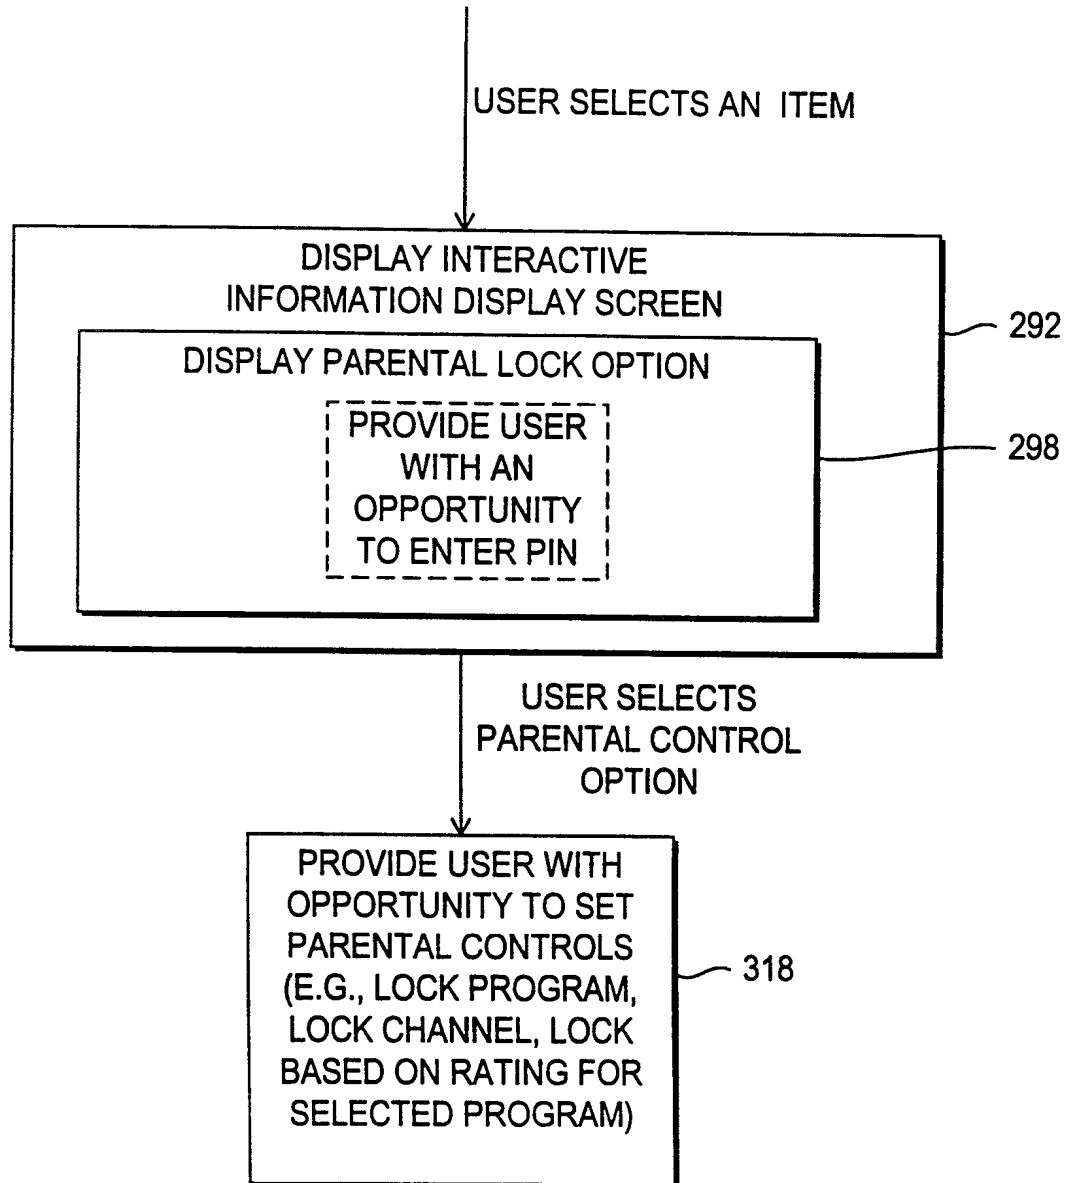 USER SELECTS AN ITEM
DISPLAY INTERACTIVE
INFORMATION DISPLAY SCREEN
292
DISPLAY PARENTAL LOCK OPTION
PROVIDE USER
WITH AN
OPPORTUNITY
TO ENTER PIN
298
USER SELECTS
PARENTAL CONTROL
OPTION
PROVIDE USER WITH
OPPORTUNITY TO SET
PARENTAL CONTROLS
(E.G., LOCK PROGRAM,
LOCK CHANNEL, LOCK
BASED ON RATING FOR
SELECTED PROGRAM)
318